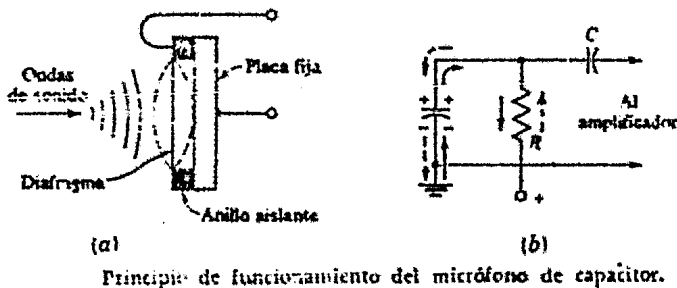 Ondas
de sonido
Placa fija
Diafragma
Anillo aislante
(a)
C
+ +
- -
R
+
Al
amplificador
(b)
Principio de funcionamiento del micrófono de capacitor.